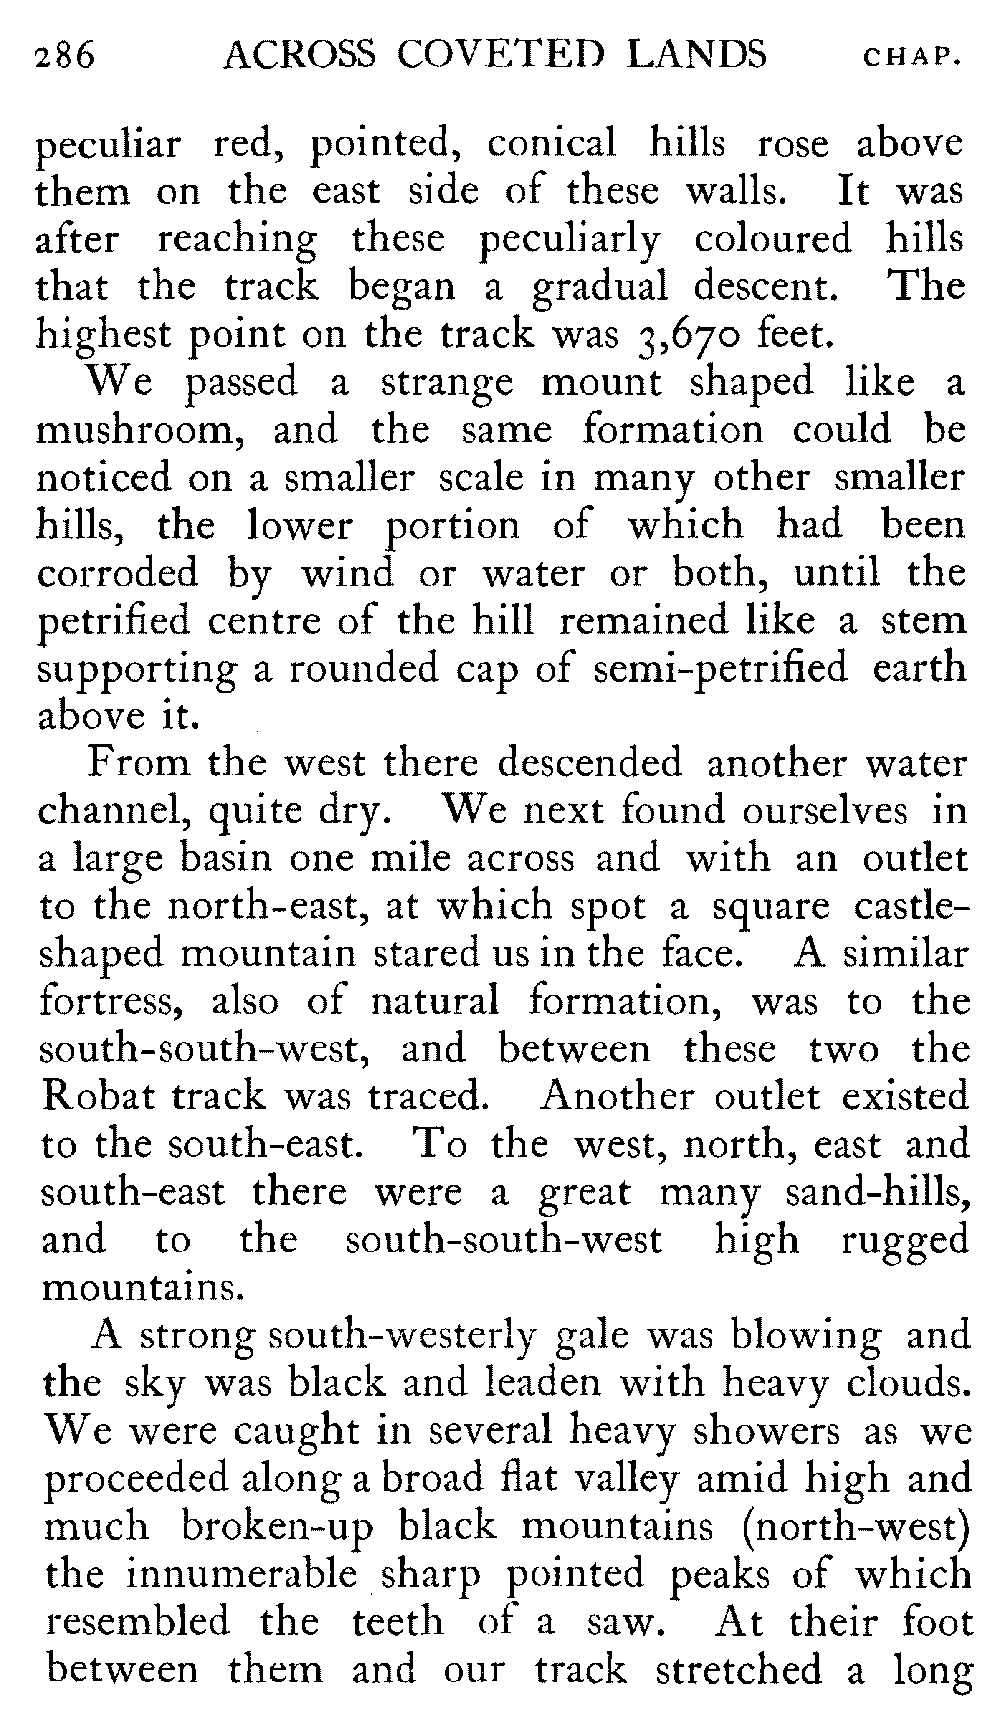 286 ACROSS COVETED LANDS CHAP.
peculiar red, pointed, conical hills rose above
them on the east side of these walls. It was
after reaching these peculiarly coloured hills
that the track began a gradual descent. The
highest point on the track was 3,670 feet.
We passed a strange mount shaped like a
mushroom, and the same formation could be
noticed on a smaller scale in many other smaller
hills, the lower portion of which had been
corroded by wind or water or both, until the
petrified centre of the hill remained like a stem
supporting a rounded cap of semi-petrified earth
above it.
From the west there descended another water
channel, quite dry. We next found ourselves in
a large basin one mile across and with an outlet
to the north-east, at which spot a square castle-
shaped mountain stared us in the face. A similar
fortress, also of natural formation, was to the
south-south-west, and between these two the
Robat track was traced. Another outlet existed
to the south-east. To the west, north, east and
south-east there were a great many sand-hills,
and to the south-south-west high rugged
mountains.
A strong south-westerly gale was blowing and
the sky was black and leaden with heavy clouds.
We were caught in several heavy showers as we
proceeded along a broad flat valley amid high and
much broken-up black mountains (north-west)
the innumerable sharp pointed peaks of which
resembled the teeth of a saw. At their foot
between them and our track stretched a long